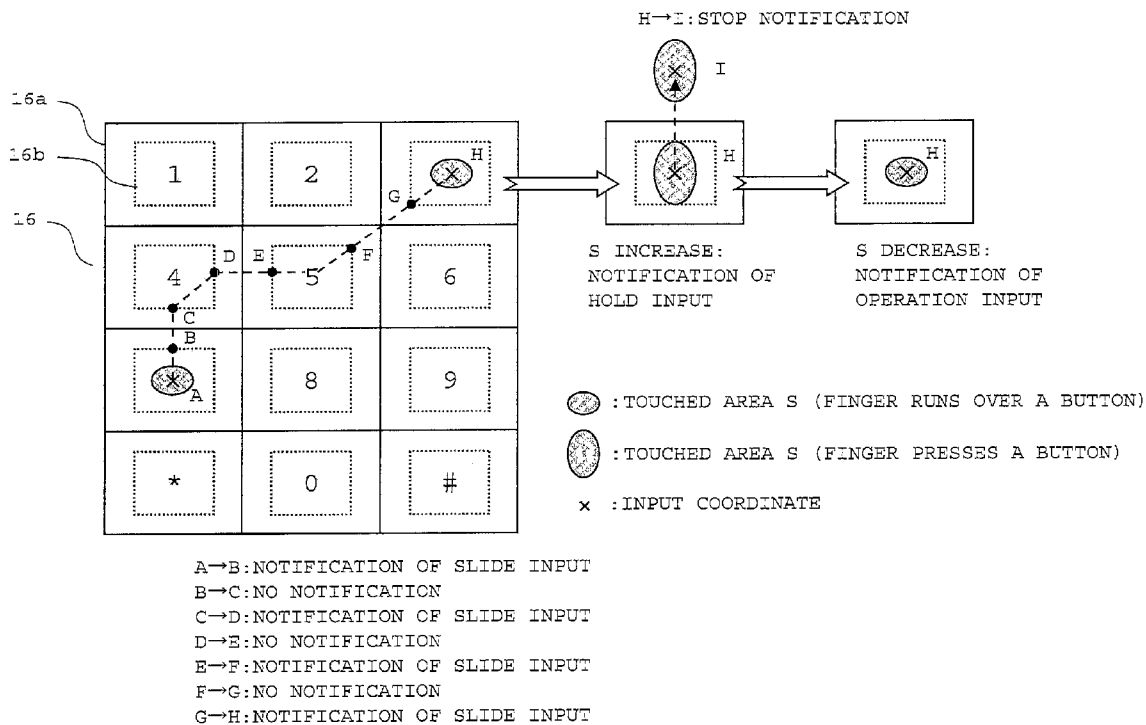 H→I:STOP NOTIFICATION
I
16a
16b
16
1
2
H
G
H
H
4
D
E
5
F
6
C
B
A
8
9
*
0
#
S INCREASE:
NOTIFICATION OF
HOLD INPUT
S DECREASE:
NOTIFICATION OF
OPERATION INPUT
:TOUCHED AREA S (FINGER RUNS OVER A BUTTON)
:TOUCHED AREA S (FINGER PRESSES A BUTTON)
× :INPUT COORDINATE
A→B:NOTIFICATION OF SLIDE INPUT
B→C:NO NOTIFICATION
C→D:NOTIFICATION OF SLIDE INPUT
D→E:NO NOTIFICATION
E→F:NOTIFICATION OF SLIDE INPUT
F→G:NO NOTIFICATION
G→H:NOTIFICATION OF SLIDE INPUT